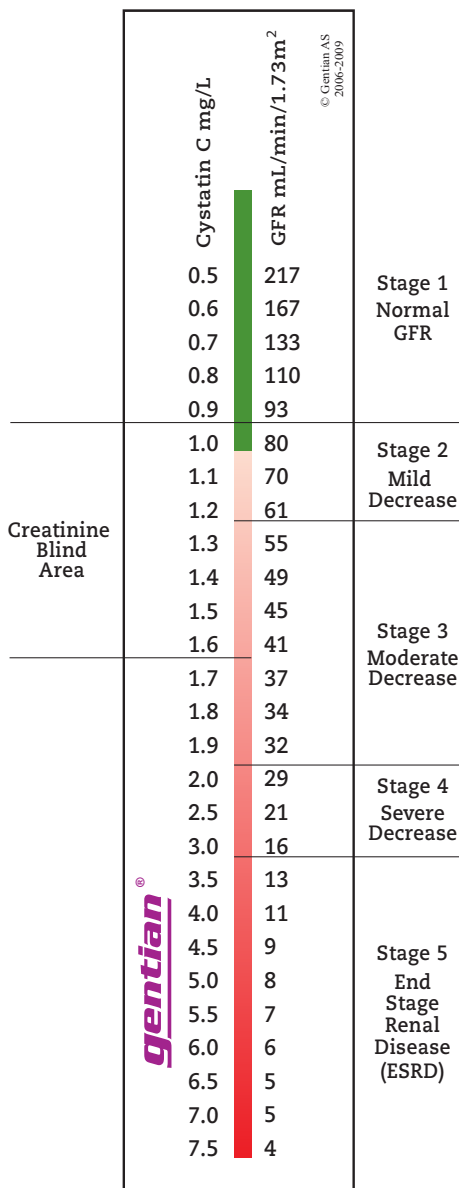 © Gentian AS
2006-2009
Cystatin C mg/L
GFR mL/min/1.73m²
0.5 217
0.6 167
0.7 133
0.8 110
0.9 93
Stage 1
Normal
GFR
1.0 80
1.1 70
1.2 61
Stage 2
Mild
Decrease
Creatinine
Blind
Area
1.3 55
1.4 49
1.5 45
1.6 41
1.7 37
1.8 34
1.9 32
Stage 3
Moderate
Decrease
2.0 29
2.5 21
3.0 16
Stage 4
Severe
Decrease
3.5 13
4.0 11
4.5 9
5.0 8
5.5 7
6.0 6
6.5 5
7.0 5
7.5 4
Stage 5
End
Stage
Renal
Disease
(ESRD)
gentian®